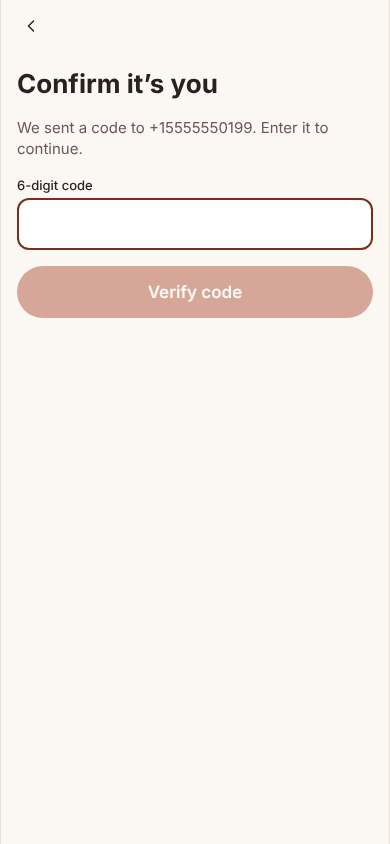 Confirm it’s you
We sent a code to +15555550199. Enter it to
continue.
6-digit code
Verify code